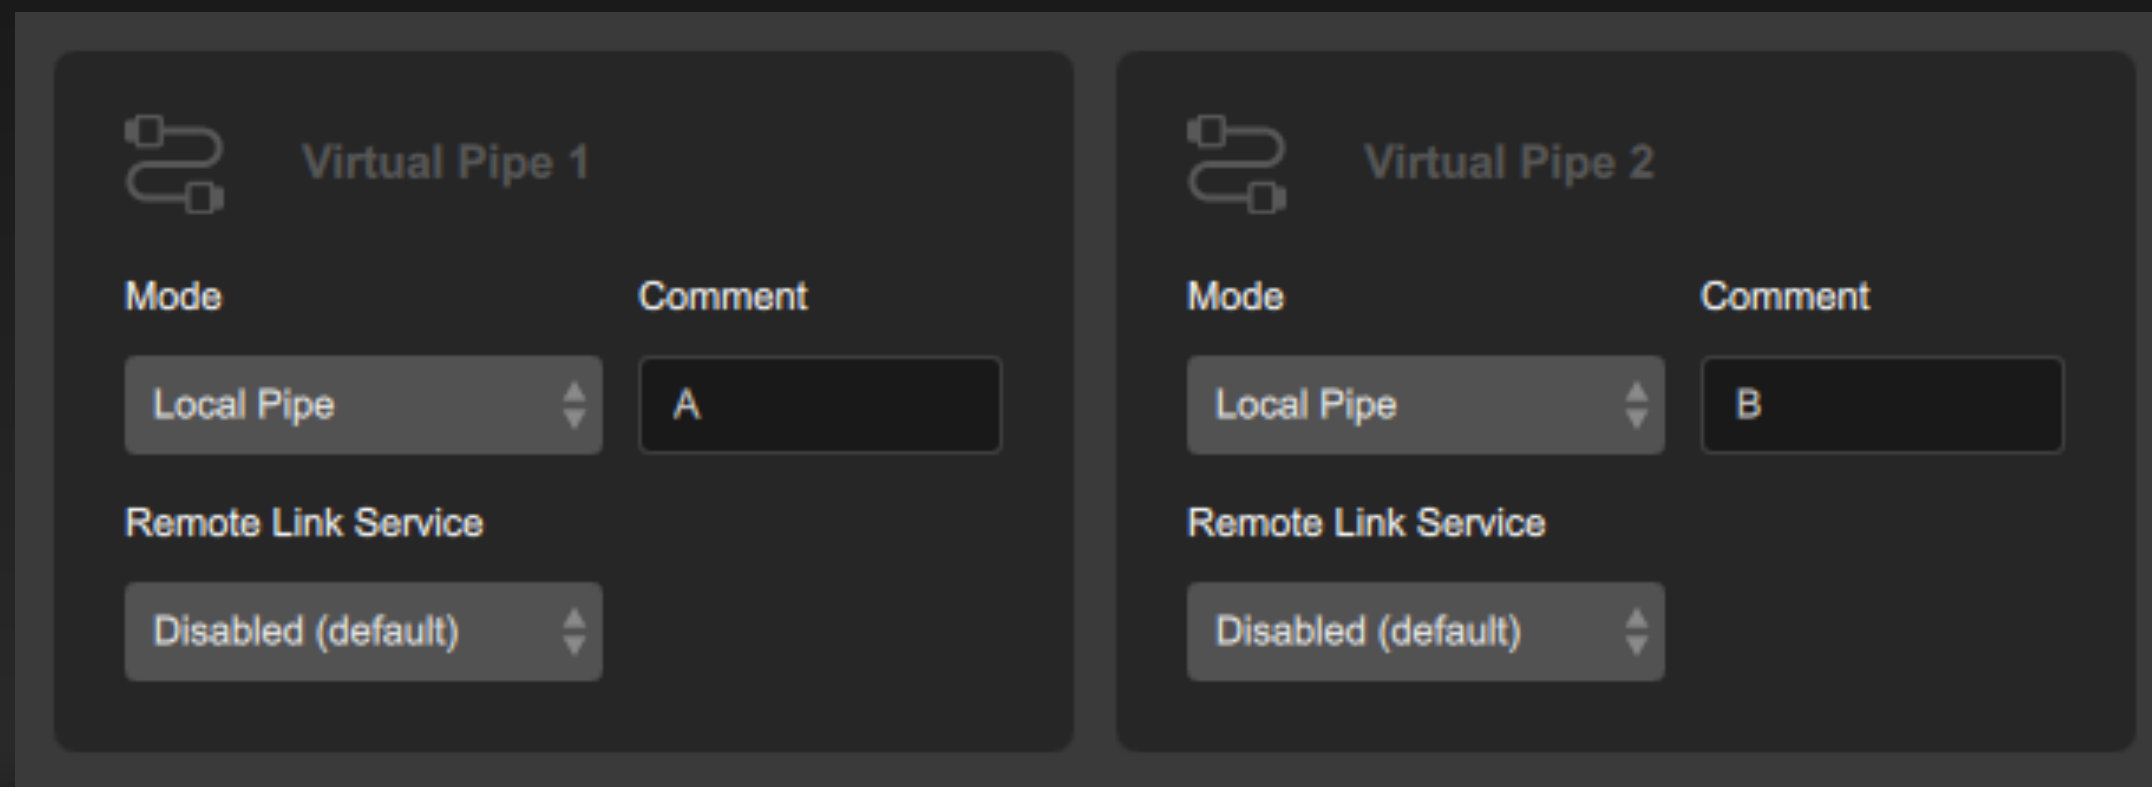 Virtual Pipe 1
Mode Comment
Local Pipe A
Remote Link Service
Disabled (default)
Virtual Pipe 2
Mode Comment
Local Pipe B
Remote Link Service
Disabled (default)